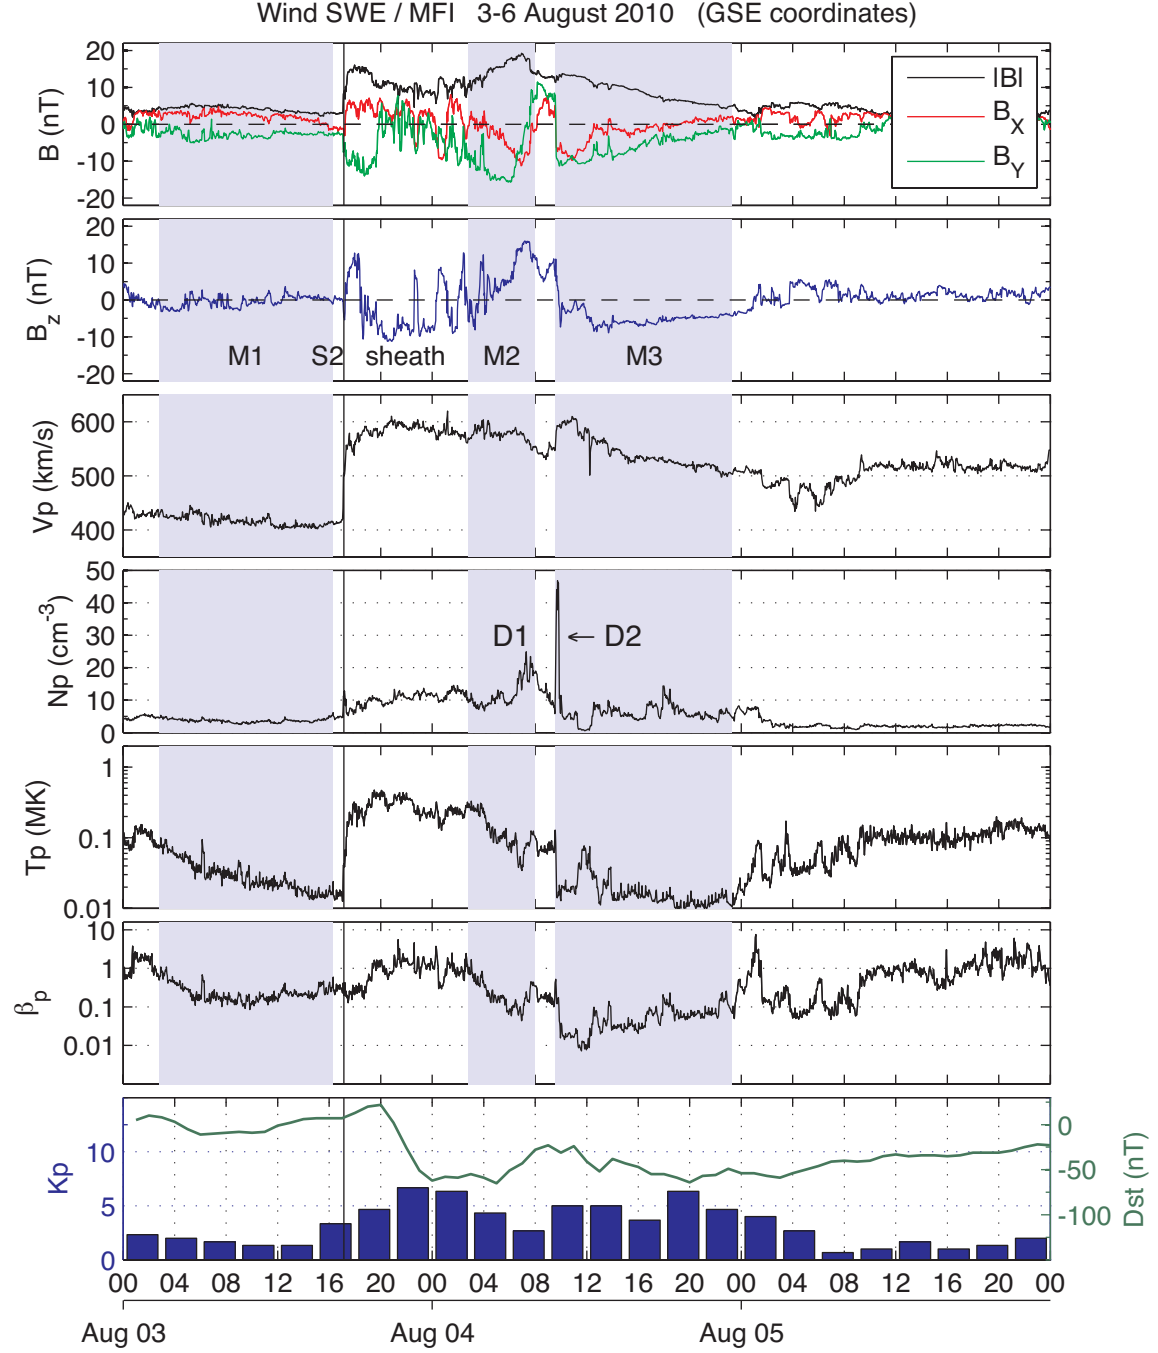 Wind SWE / MFI 3-6 August 2010 (GSE coordinates)
20
10
0
-10
-20
B (nT)
|B|
B_X
B_Y
20
10
0
-10
-20
B_z (nT)
M1 S2 sheath M2 M3
600
500
400
Vp (km/s)
50
40
30
20
10
0
Np (cm^-3)
D1 ← D2
1
0.1
0.01
Tp (MK)
10
1
0.1
0.01
β_p
10
5
0
Kp
0
-50
-100
Dst (nT)
00 04 08 12 16 20 00 04 08 12 16 20 00 04 08 12 16 20 00
Aug 03 Aug 04 Aug 05